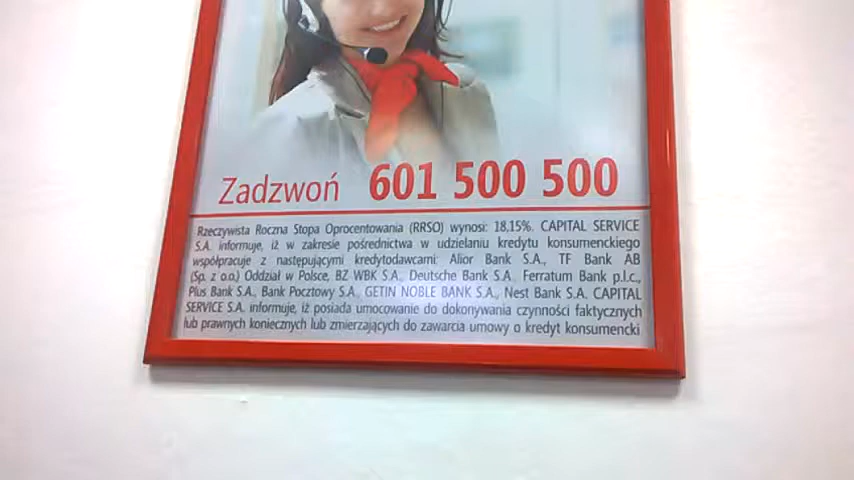 Zadzwoń 601 500 500
Rzeczywista Roczna Stopa Oprocentowania (RRSO) wynosi: 18,15%. CAPITAL SERVICE
S.A. informuje, iż w zakresie pośrednictwa w udzielaniu kredytu konsumenckiego
współpracuje z następującymi kredytodawcami: Alior Bank S.A., TF Bank AB
(Sp. z o.o.) Oddział w Polsce, BZ WBK S.A., Deutsche Bank S.A. Ferratum Bank p.l.c.,
Plus Bank S.A., Bank Pocztowy S.A., GETIN NOBLE BANK S.A., Nest Bank S.A. CAPITAL
SERVICE S.A. informuje, iż posiada umocowanie do dokonywania czynności faktycznych
lub prawnych koniecznych lub zmierzających do zawarcia umowy o kredyt konsumencki